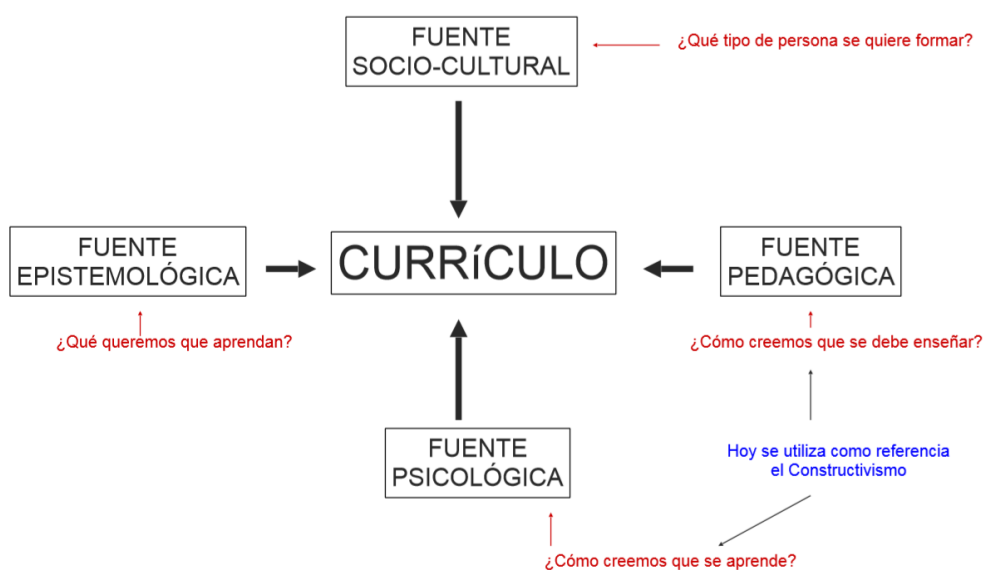 FUENTE
SOCIO-CULTURAL
¿Qué tipo de persona se quiere formar?
FUENTE
EPISTEMOLÓGICA
CURRíCULO
FUENTE
PEDAGÓGICA
¿Qué queremos que aprendan?
¿Cómo creemos que se debe enseñar?
FUENTE
PSICOLÓGICA
Hoy se utiliza como referencia
el Constructivismo
¿Cómo creemos que se aprende?